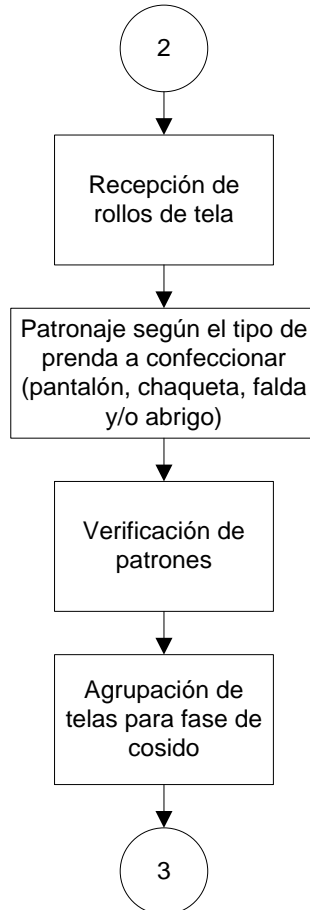 2
Recepción de
rollos de tela
Patronaje según el tipo de
prenda a confeccionar
(pantalón, chaqueta, falda
y/o abrigo)
Verificación de
patrones
Agrupación de
telas para fase de
cosido
3